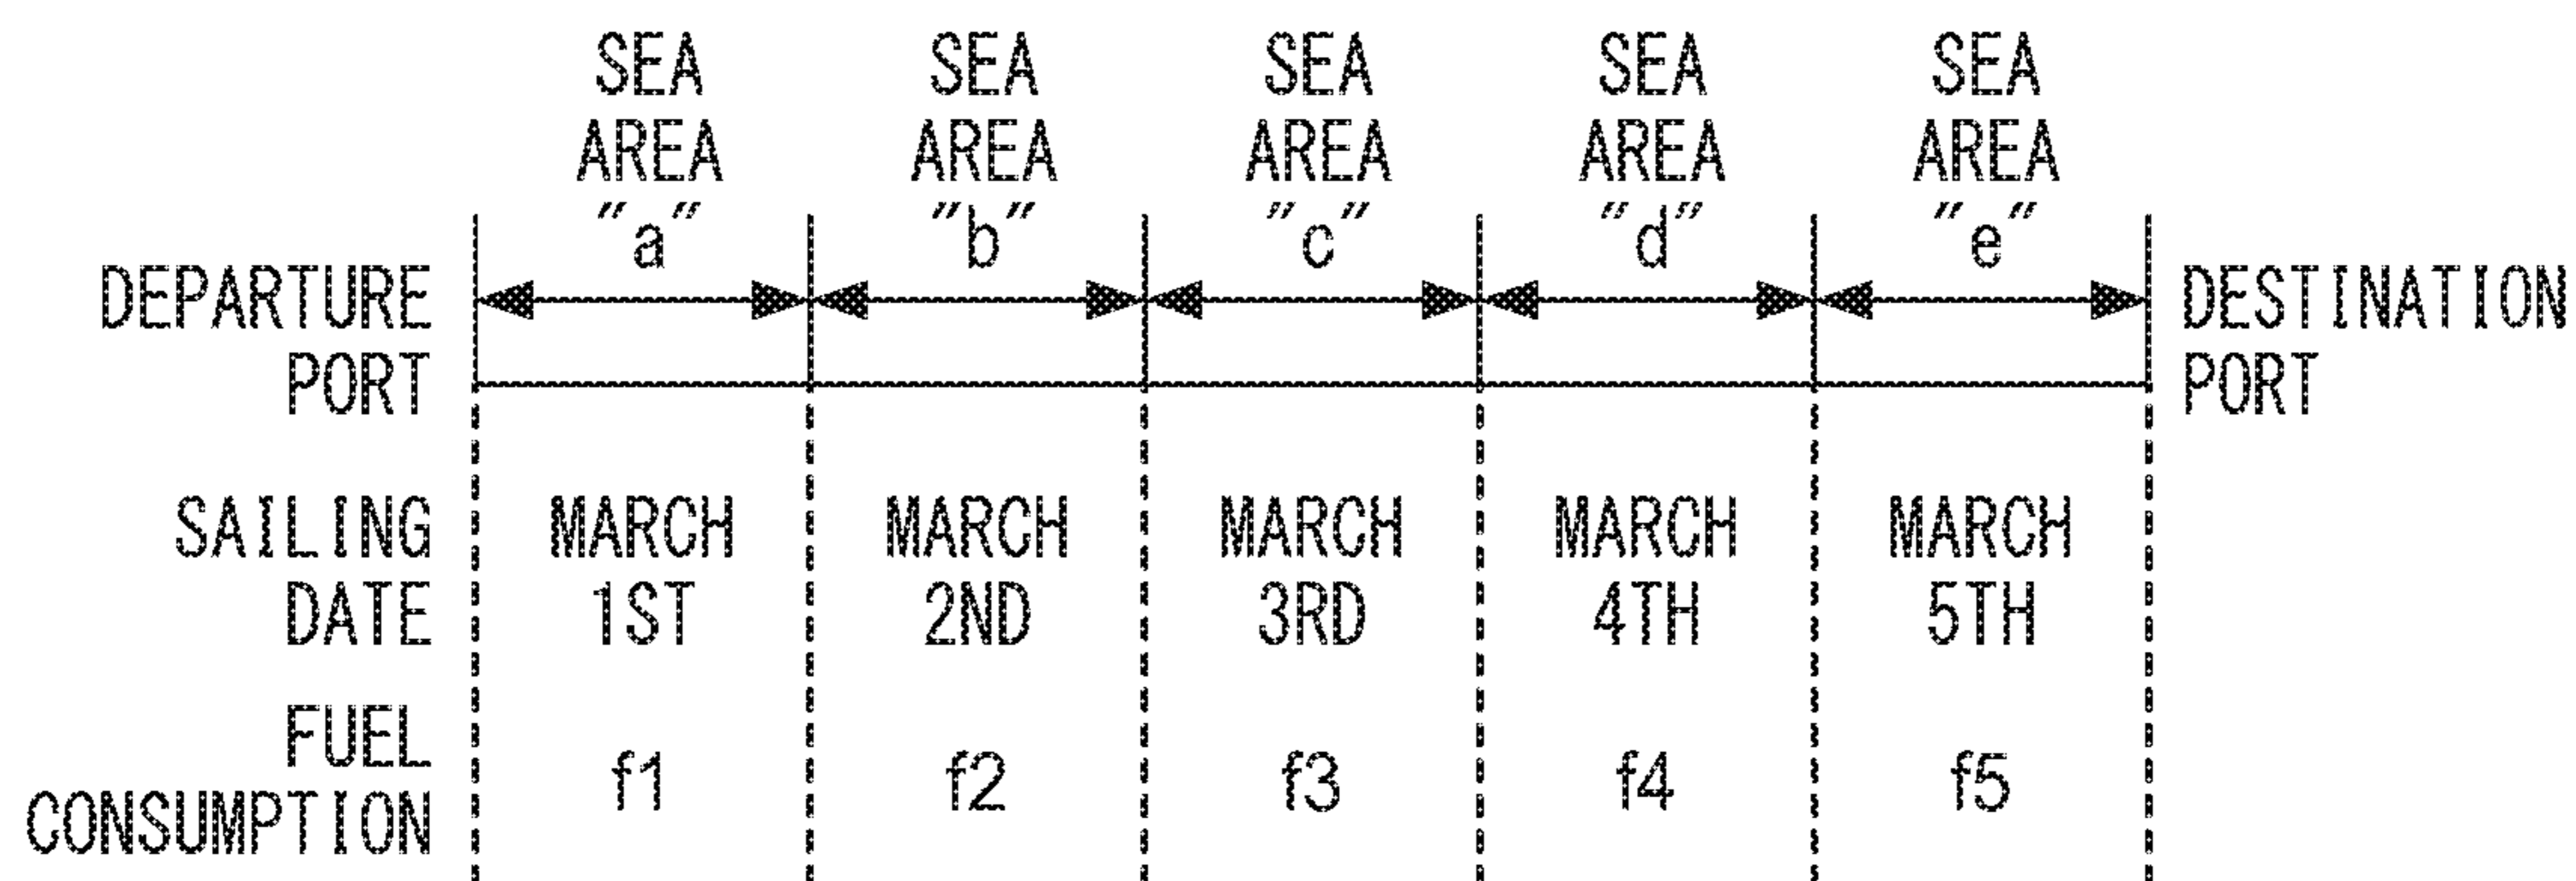 SEA AREA "a"
SEA AREA "b"
SEA AREA "c"
SEA AREA "d"
SEA AREA "e"
DEPARTURE PORT
DESTINATION PORT
SAILING DATE
MARCH 1ST
MARCH 2ND
MARCH 3RD
MARCH 4TH
MARCH 5TH
FUEL CONSUMPTION
f1
f2
f3
f4
f5